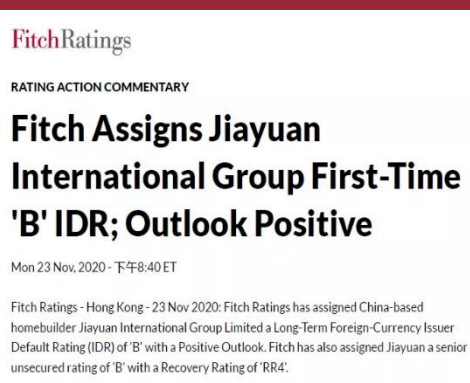 FitchRatings
RATING ACTION COMMENTARY
Fitch Assigns Jiayuan
International Group First-Time
'B' IDR; Outlook Positive
Mon 23 Nov, 2020 - 下午8:40 ET
Fitch Ratings - Hong Kong - 23 Nov 2020: Fitch Ratings has assigned China-based
homebuilder Jiayuan International Group Limited a Long-Term Foreign-Currency Issuer
Default Rating (IDR) of 'B' with a Positive Outlook. Fitch has also assigned Jiayuan a senior
unsecured rating of 'B' with a Recovery Rating of 'RR4'.